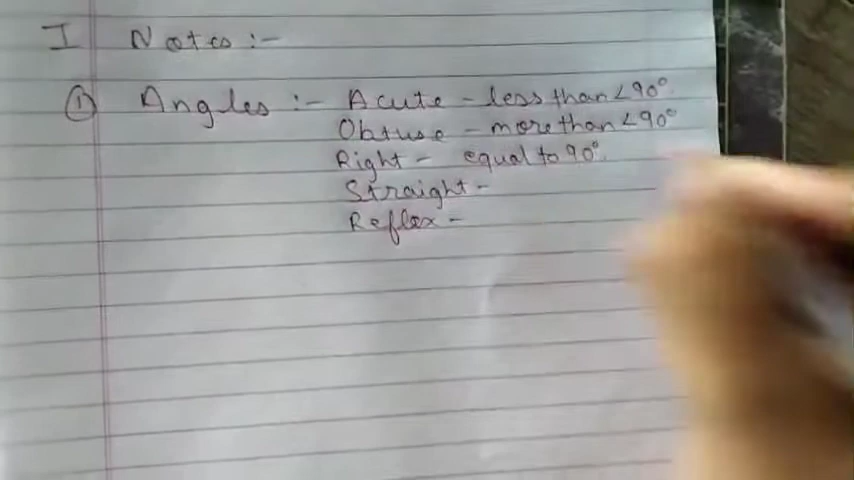 I Notes :-
① Angles :- Acute - less than < 90°.
Obtuse - more than < 90°
Right - equal to 90°.
Straight -
Reflex -